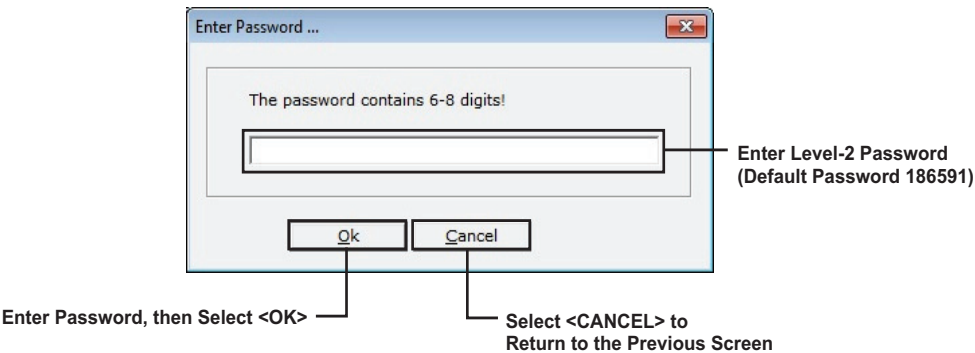 Enter Password ...
The password contains 6-8 digits!
Enter Level-2 Password
(Default Password 186591)
Ok
Cancel
Enter Password, then Select <OK>
Select <CANCEL> to
Return to the Previous Screen